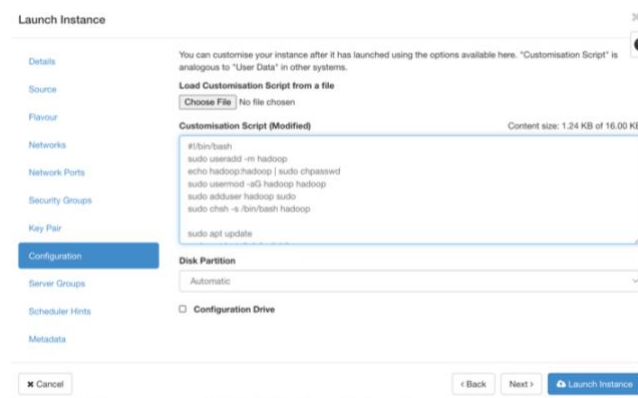 Launch Instance
Details
Source
Flavour
Networks
Network Ports
Security Groups
Key Pair
Configuration
Server Groups
Scheduler Hints
Metadata
You can customise your instance after it has launched using the options available here. "Customisation Script" is
analogous to "User Data" in other systems.
Load Customisation Script from a file
Choose File No file chosen
Customisation Script (Modified) Content size: 1.24 KB of 16.00 KB
#!/bin/bash
sudo useradd -m hadoop
echo hadoop:hadoop | sudo chpasswd
sudo usermod -aG hadoop hadoop
sudo adduser hadoop sudo
sudo chsh -s /bin/bash hadoop
sudo apt update
Disk Partition
Automatic
Configuration Drive
× Cancel
‹ Back
Next ›
Launch Instance